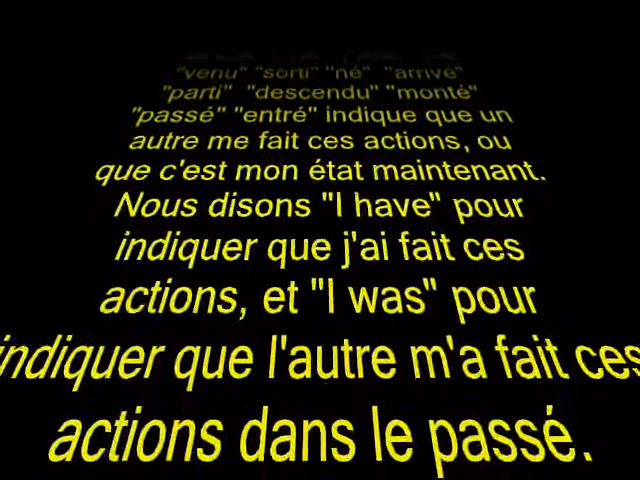 "venu" "sorti" "né" "arrivé"
"parti" "descendu" "monté"
"passé" "entré" indique que un
autre me fait ces actions, ou
que c'est mon état maintenant.
Nous disons "I have" pour
indiquer que j'ai fait ces
actions, et "I was" pour
indiquer que l'autre m'a fait ces
actions dans le passé.